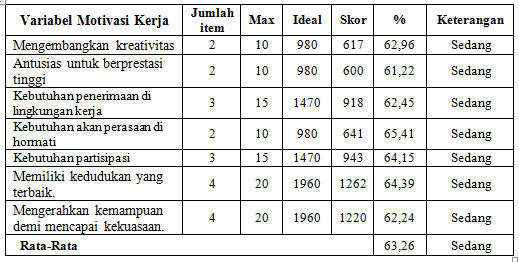 Variabel Motivasi Kerja Jumlah item Max Ideal Skor % Keterangan
Mengembangkan kreativitas 2 10 980 617 62,96 Sedang
Antusias untuk berprestasi tinggi 2 10 980 600 61,22 Sedang
Kebutuhan penerimaan di lingkungan kerja 3 15 1470 918 62,45 Sedang
Kebutuhan akan perasaan di hormati 2 10 980 641 65,41 Sedang
Kebutuhan partisipasi 3 15 1470 943 64,15 Sedang
Memiliki kedudukan yang terbaik. 4 20 1960 1262 64,39 Sedang
Mengerahkan kemampuan demi mencapai kekuasaan. 4 20 1960 1220 62,24 Sedang
Rata-Rata 63,26 Sedang